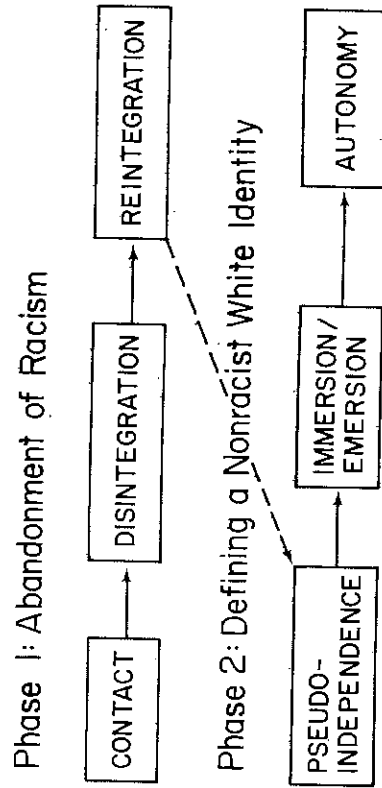 Phase 1: Abandonment of Racism
CONTACT
DISINTEGRATION
REINTEGRATION
Phase 2: Defining a Nonracist White Identity
PSEUDO-
INDEPENDENCE
IMMERSION/
EMERSION
AUTONOMY